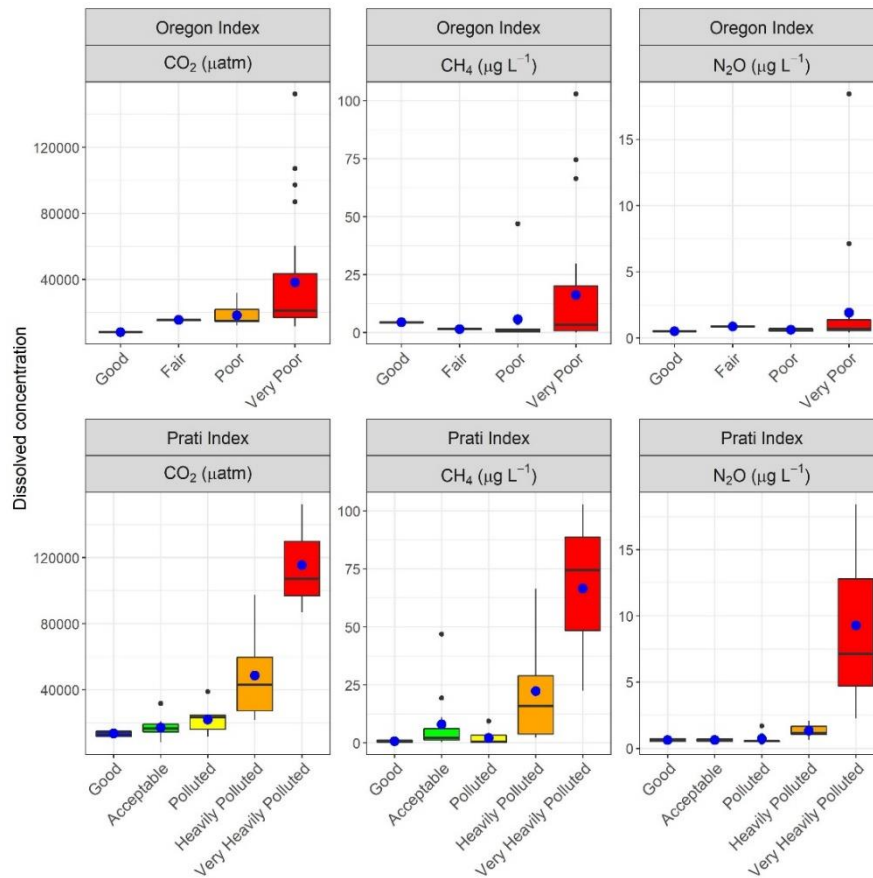 Dissolved concentration
Oregon Index
CO₂ (μatm)
120000
80000
40000
Good
Fair
Poor
Very Poor
Oregon Index
CH₄ (μg L⁻¹)
100
75
50
25
0
Good
Fair
Poor
Very Poor
Oregon Index
N₂O (μg L⁻¹)
15
10
5
0
Good
Fair
Poor
Very Poor
Prati Index
CO₂ (μatm)
120000
80000
40000
Good
Acceptable
Polluted
Heavily Polluted
Very Heavily Polluted
Prati Index
CH₄ (μg L⁻¹)
100
75
50
25
0
Good
Acceptable
Polluted
Heavily Polluted
Very Heavily Polluted
Prati Index
N₂O (μg L⁻¹)
15
10
5
0
Good
Acceptable
Polluted
Heavily Polluted
Very Heavily Polluted